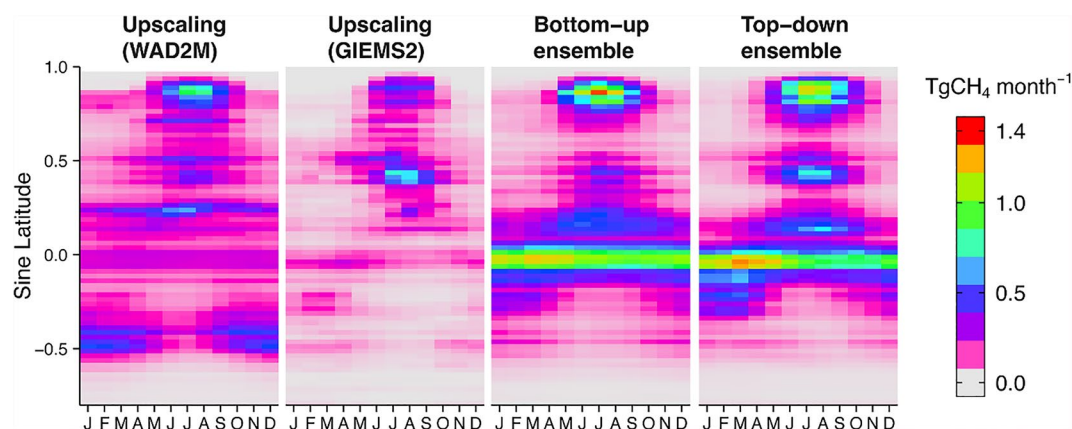 Upscaling
(WAD2M)
Upscaling
(GIEMS2)
Bottom–up
ensemble
Top–down
ensemble
TgCH₄ month⁻¹
1.4
1.0
0.5
0.0
Sine Latitude
1.0
0.5
0.0
−0.5
J F M A M J J A S O N D
J F M A M J J A S O N D
J F M A M J J A S O N D
J F M A M J J A S O N D